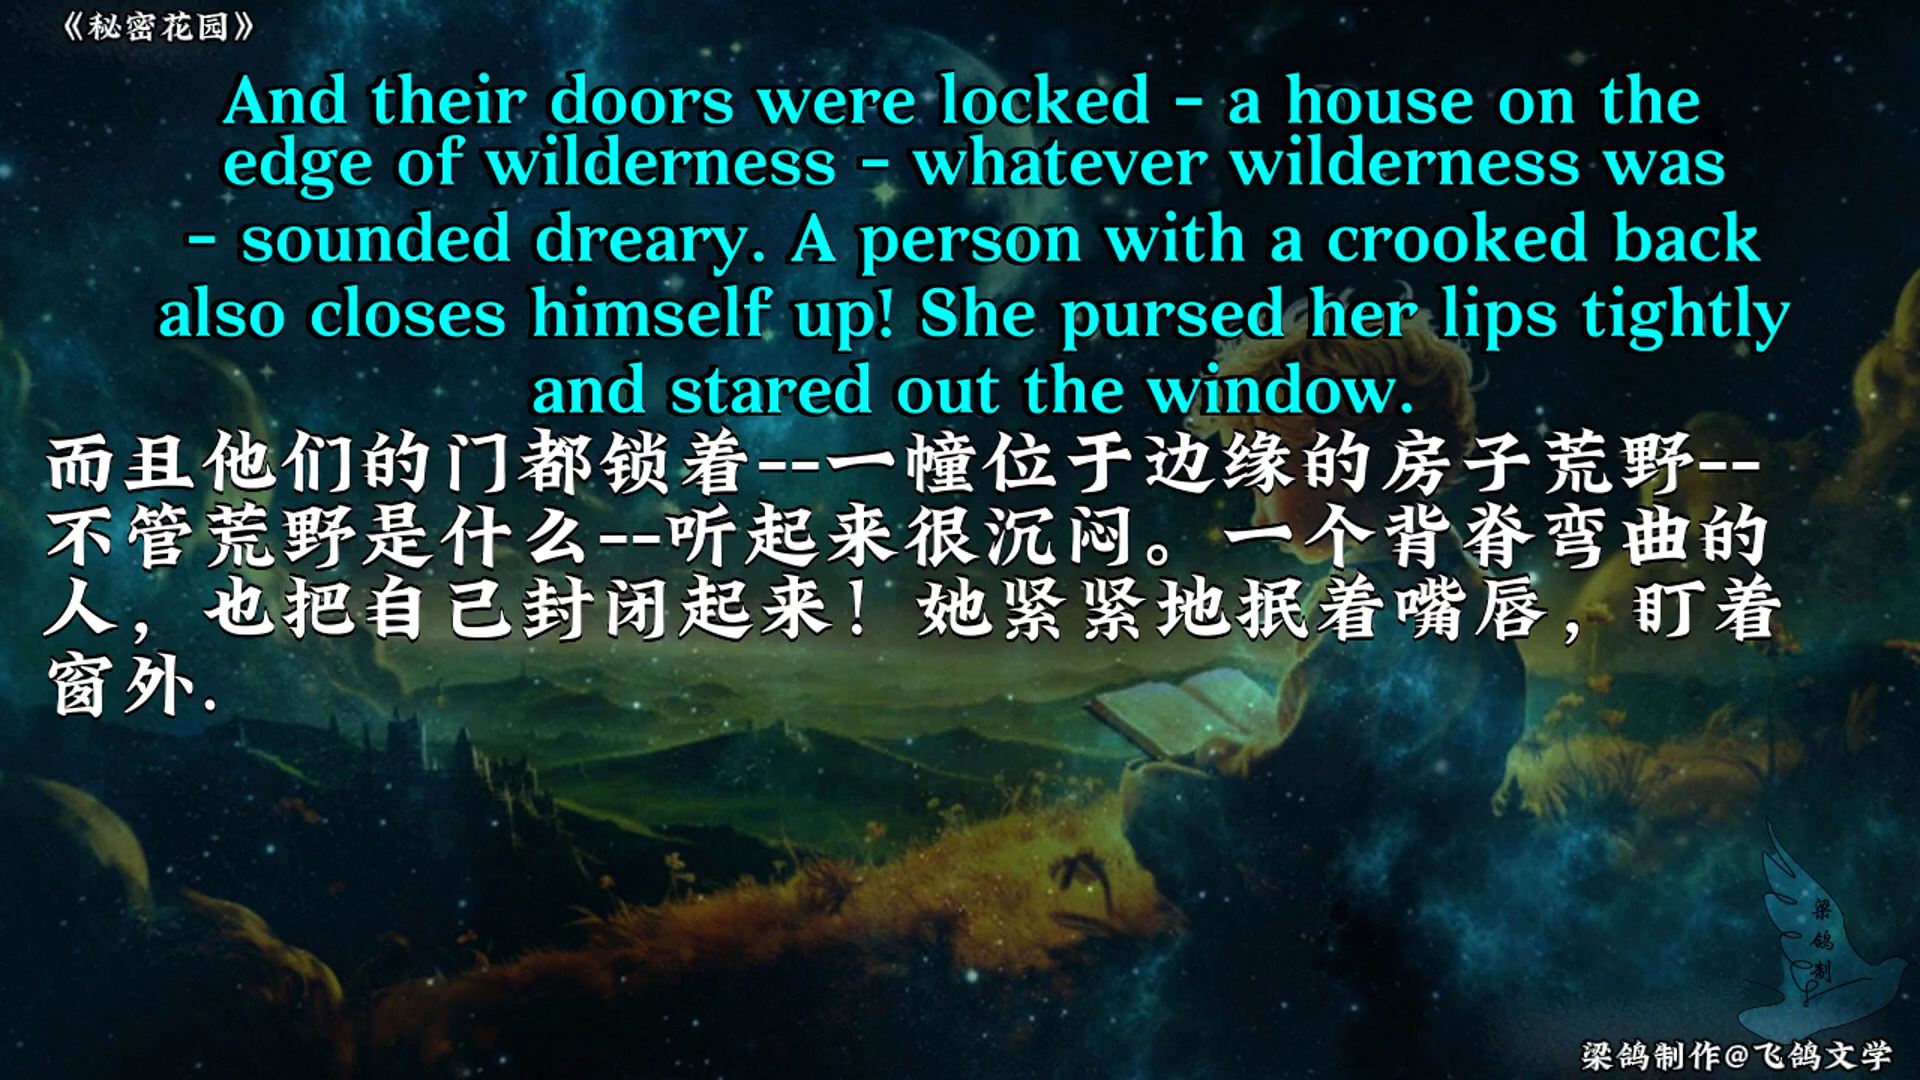 《秘密花园》
And their doors were locked - a house on the
edge of wilderness - whatever wilderness was
- sounded dreary. A person with a crooked back
also closes himself up! She pursed her lips tightly
and stared out the window.
而且他们的门都锁着--一幢位于边缘的房子荒野--
不管荒野是什么--听起来很沉闷。一个背脊弯曲的
人，也把自己封闭起来！她紧紧地抿着嘴唇，盯着
窗外.
梁
鸽
制
梁鸽制作@飞鸽文学